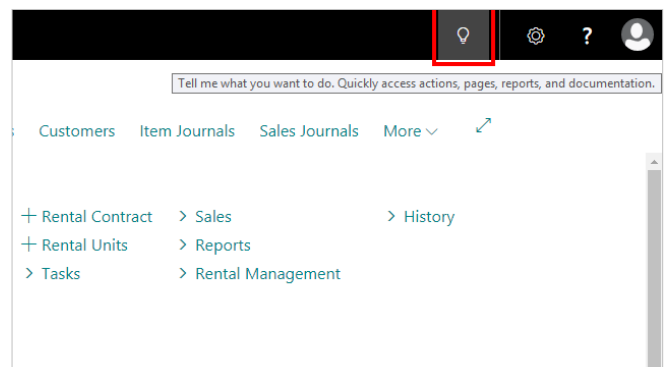 ?
Tell me what you want to do. Quickly access actions, pages, reports, and documentation.
Customers Item Journals Sales Journals More
+ Rental Contract > Sales > History
+ Rental Units > Reports
> Tasks > Rental Management